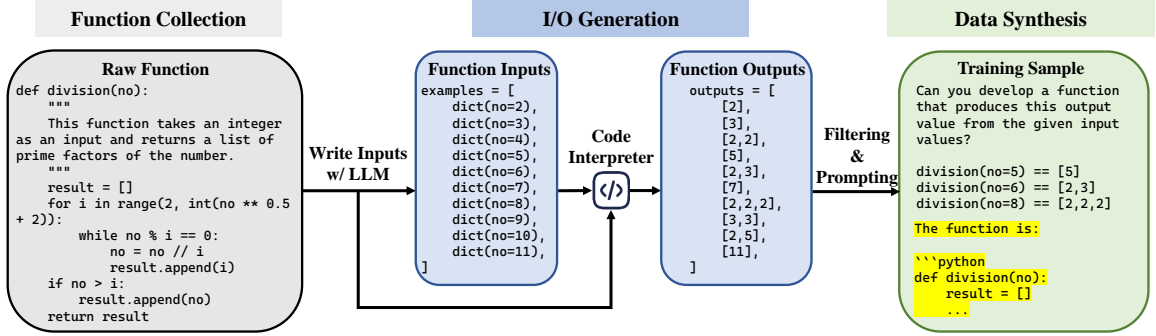 Function Collection
I/O Generation
Data Synthesis
Raw Function
def division(no):
    """
    This function takes an integer
as an input and returns a list of
prime factors of the number.
    """
    result = []
    for i in range(2, int(no ** 0.5
+ 2)):
        while no % i == 0:
            no = no // i
            result.append(i)
    if no > i:
        result.append(no)
    return result
Write Inputs
w/ LLM
Function Inputs
examples = [
    dict(no=2),
    dict(no=3),
    dict(no=4),
    dict(no=5),
    dict(no=6),
    dict(no=7),
    dict(no=8),
    dict(no=9),
    dict(no=10),
    dict(no=11),
]
Code
Interpreter
</>
Function Outputs
outputs = [
    [2],
    [3],
    [2,2],
    [5],
    [2,3],
    [7],
    [2,2,2],
    [3,3],
    [2,5],
    [11],
]
Filtering
&
Prompting
Training Sample
Can you develop a function
that produces this output
value from the given input
values?
division(no=5) == [5]
division(no=6) == [2,3]
division(no=8) == [2,2,2]
The function is:
```python
def division(no):
    result = []
    ...